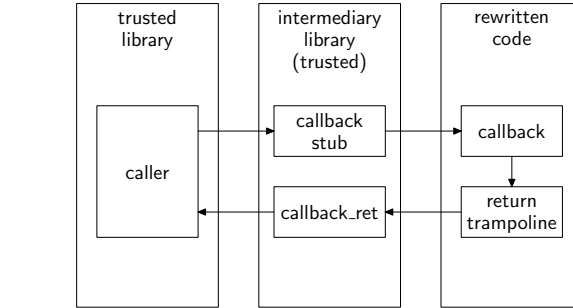 trusted
library
intermediary
library
(trusted)
rewritten
code
caller
callback
stub
callback
callback_ret
return
trampoline